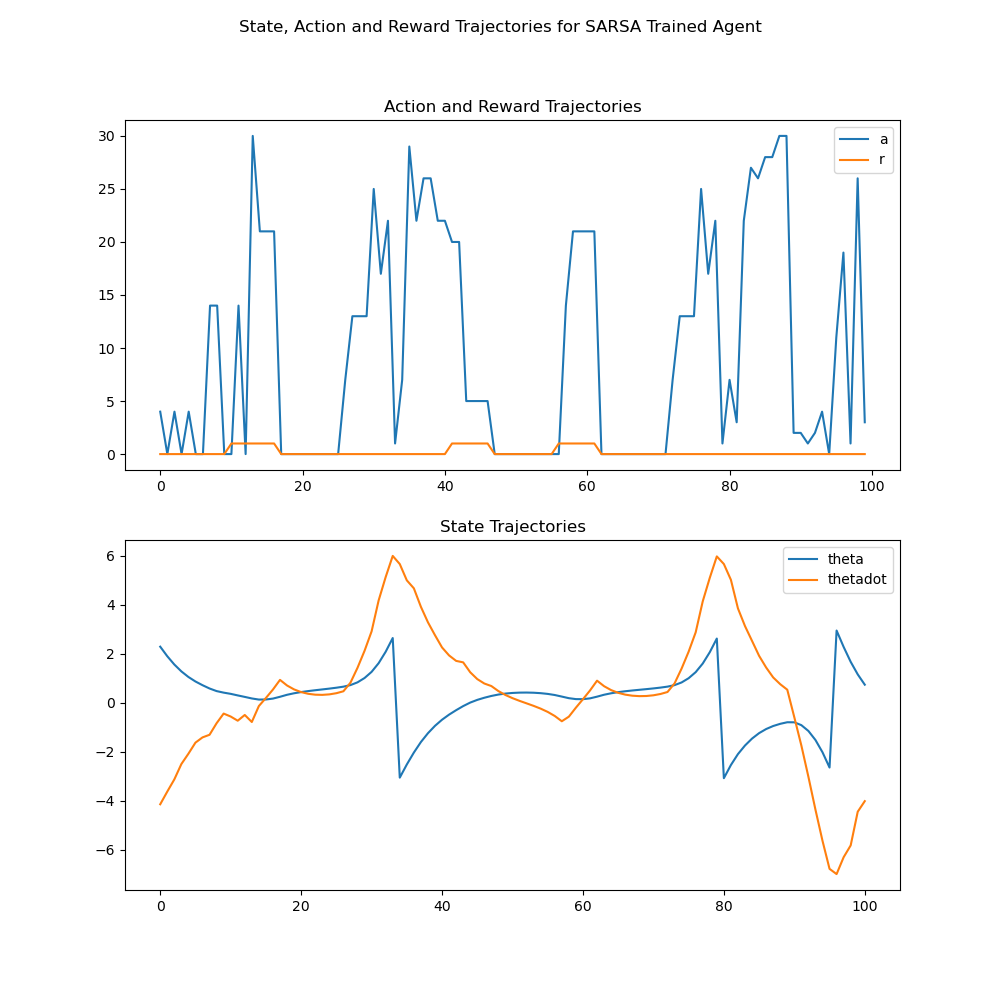 State, Action and Reward Trajectories for SARSA Trained Agent
Action and Reward Trajectories
a
r
30
25
20
15
10
5
0
0 20 40 60 80 100
State Trajectories
theta
thetadot
6
4
2
0
−2
−4
−6
0 20 40 60 80 100